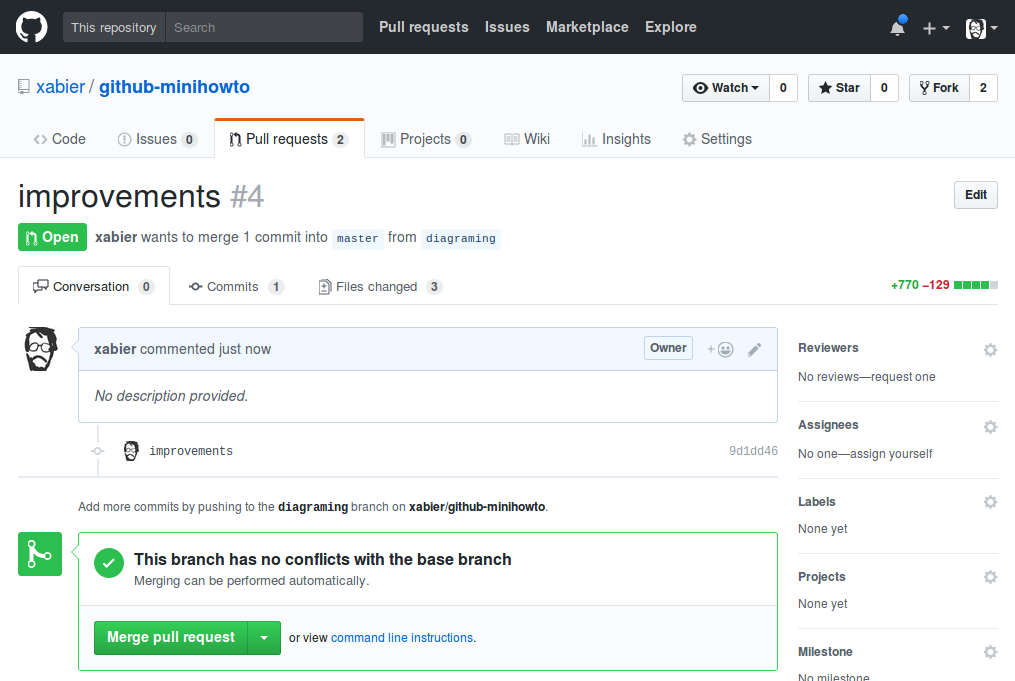 This repository Search Pull requests Issues Marketplace Explore
xabier / github-minihowto Watch 0 Star 0 Fork 2
Code Issues 0 Pull requests 2 Projects 0 Wiki Insights Settings
improvements #4 Edit
Open xabier wants to merge 1 commit into master from diagraming
Conversation 0 Commits 1 Files changed 3 +770 −129
xabier commented just now Owner
No description provided.
improvements 9d1dd46
Add more commits by pushing to the diagraming branch on xabier/github-minihowto.
This branch has no conflicts with the base branch
Merging can be performed automatically.
Merge pull request or view command line instructions.
Reviewers
No reviews—request one
Assignees
No one—assign yourself
Labels
None yet
Projects
None yet
Milestone
No milestone